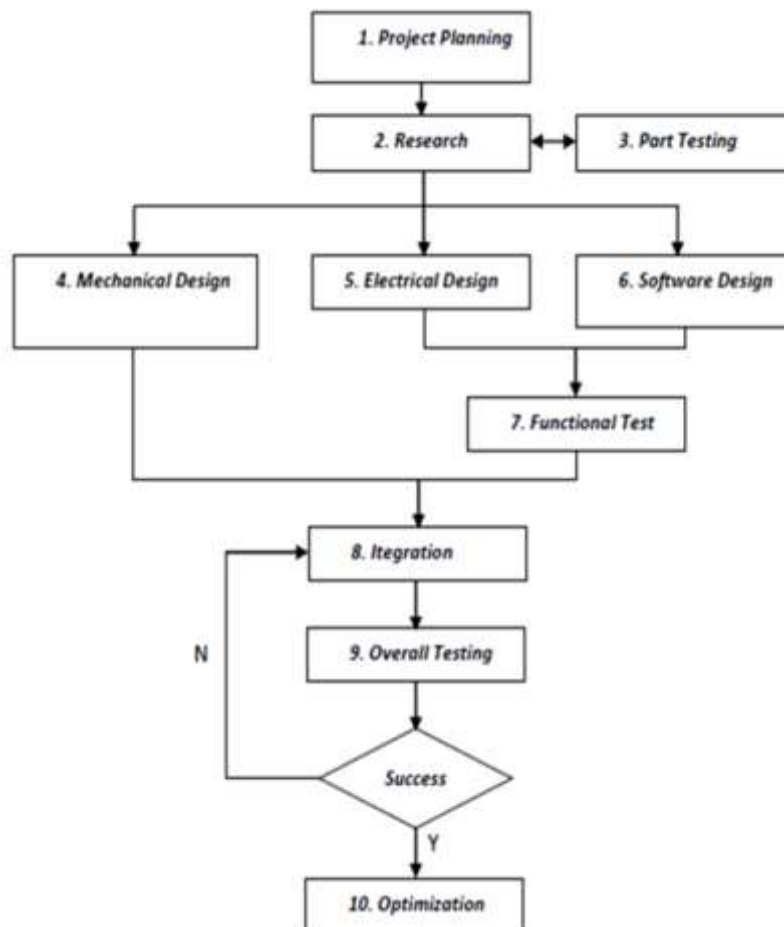 1. Project Planning
2. Research
3. Part Testing
4. Mechanical Design
5. Electrical Design
6. Software Design
7. Functional Test
8. Itegration
N
9. Overall Testing
Success
Y
10. Optimization